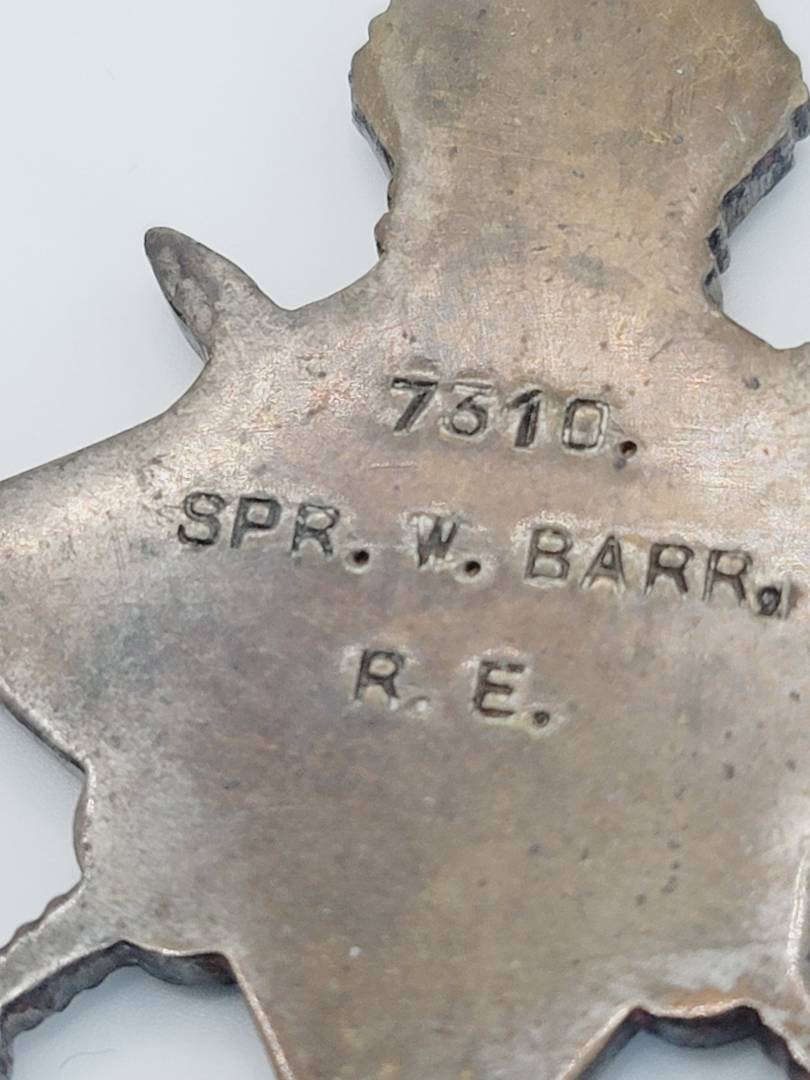 7310.
SPR. W. BARR,
R. E.